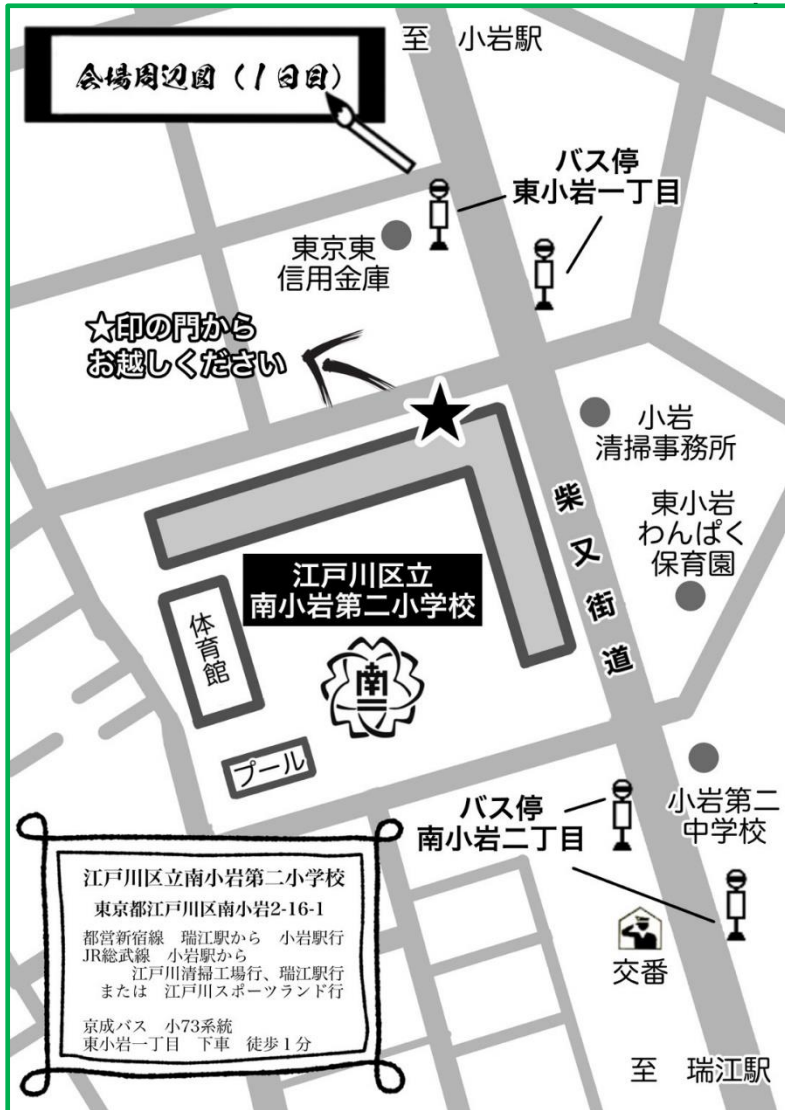 会場周辺図(1日目)
至 小岩駅
バス停
東小岩一丁目
東京東
信用金庫
★印の門から
お越しください
小岩
清掃事務所
柴又街道
東小岩
わんぱく
保育園
江戸川区立
南小岩第二小学校
体育館
南二
プール
バス停
南小岩二丁目
小岩第二
中学校
交番
至 瑞江駅
江戸川区立南小岩第二小学校
東京都江戸川区南小岩2-16-1
都営新宿線 瑞江駅から 小岩駅行
JR総武線 小岩駅から
江戸川清掃工場行、瑞江駅行
または 江戸川スポーツランド行
京成バス 小73系統
東小岩一丁目 下車 徒歩1分